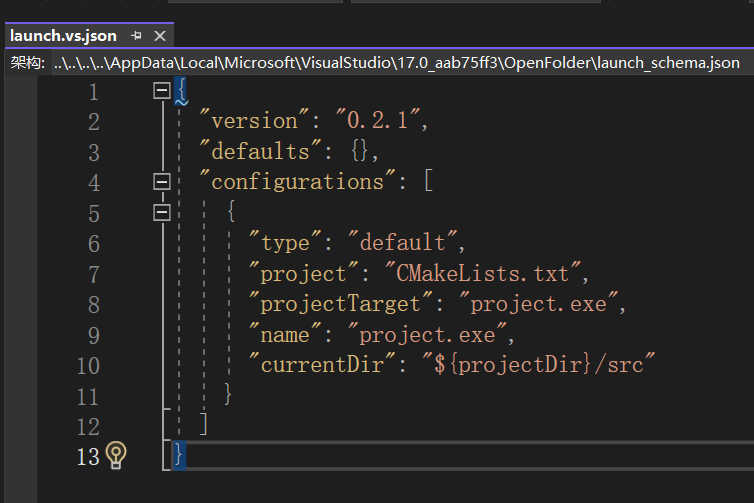 launch.vs.json
架构: ..\..\..\..\AppData\Local\Microsoft\VisualStudio\17.0_aab75ff3\OpenFolder\launch_schema.json
1 {
2 "version": "0.2.1",
3 "defaults": {},
4 "configurations": [
5 {
6 "type": "default",
7 "project": "CMakeLists.txt",
8 "projectTarget": "project.exe",
9 "name": "project.exe",
10 "currentDir": "${projectDir}/src"
11 }
12 ]
13 }